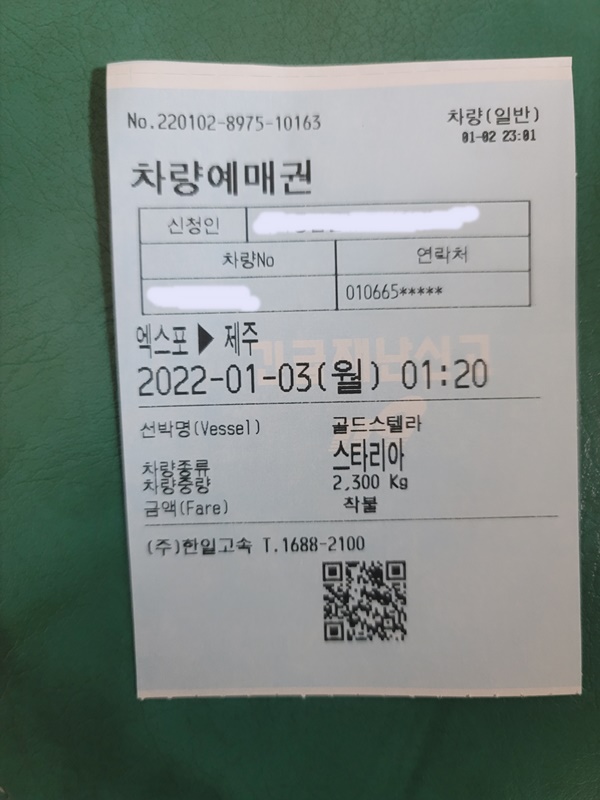 No.220102-8975-10163
차량(일반)
01-02 23:01
차량예매권
신청인
차량No 연락처
010665*****
엑스포 ▶ 제주
2022-01-03(월) 01:20
선박명(Vessel) 골드스텔라
차량종류 스타리아
차량중량 2,300 Kg
금액(Fare) 착불
(주)한일고속 T.1688-2100